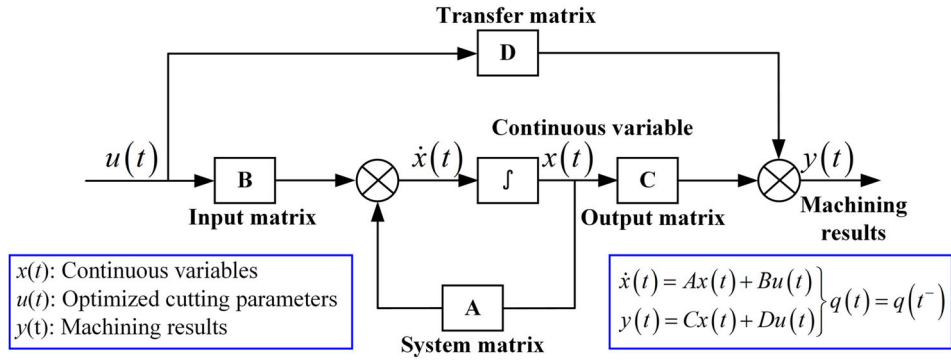 Transfer matrix
D
Continuous variable
u(t)
B
ẋ(t)
∫
x(t)
C
y(t)
Input matrix
Output matrix
Machining
results
x(t): Continuous variables
u(t): Optimized cutting parameters
y(t): Machining results
A
System matrix
ẋ(t) = Ax(t) + Bu(t)
y(t) = Cx(t) + Du(t)
} q(t) = q(t⁻)